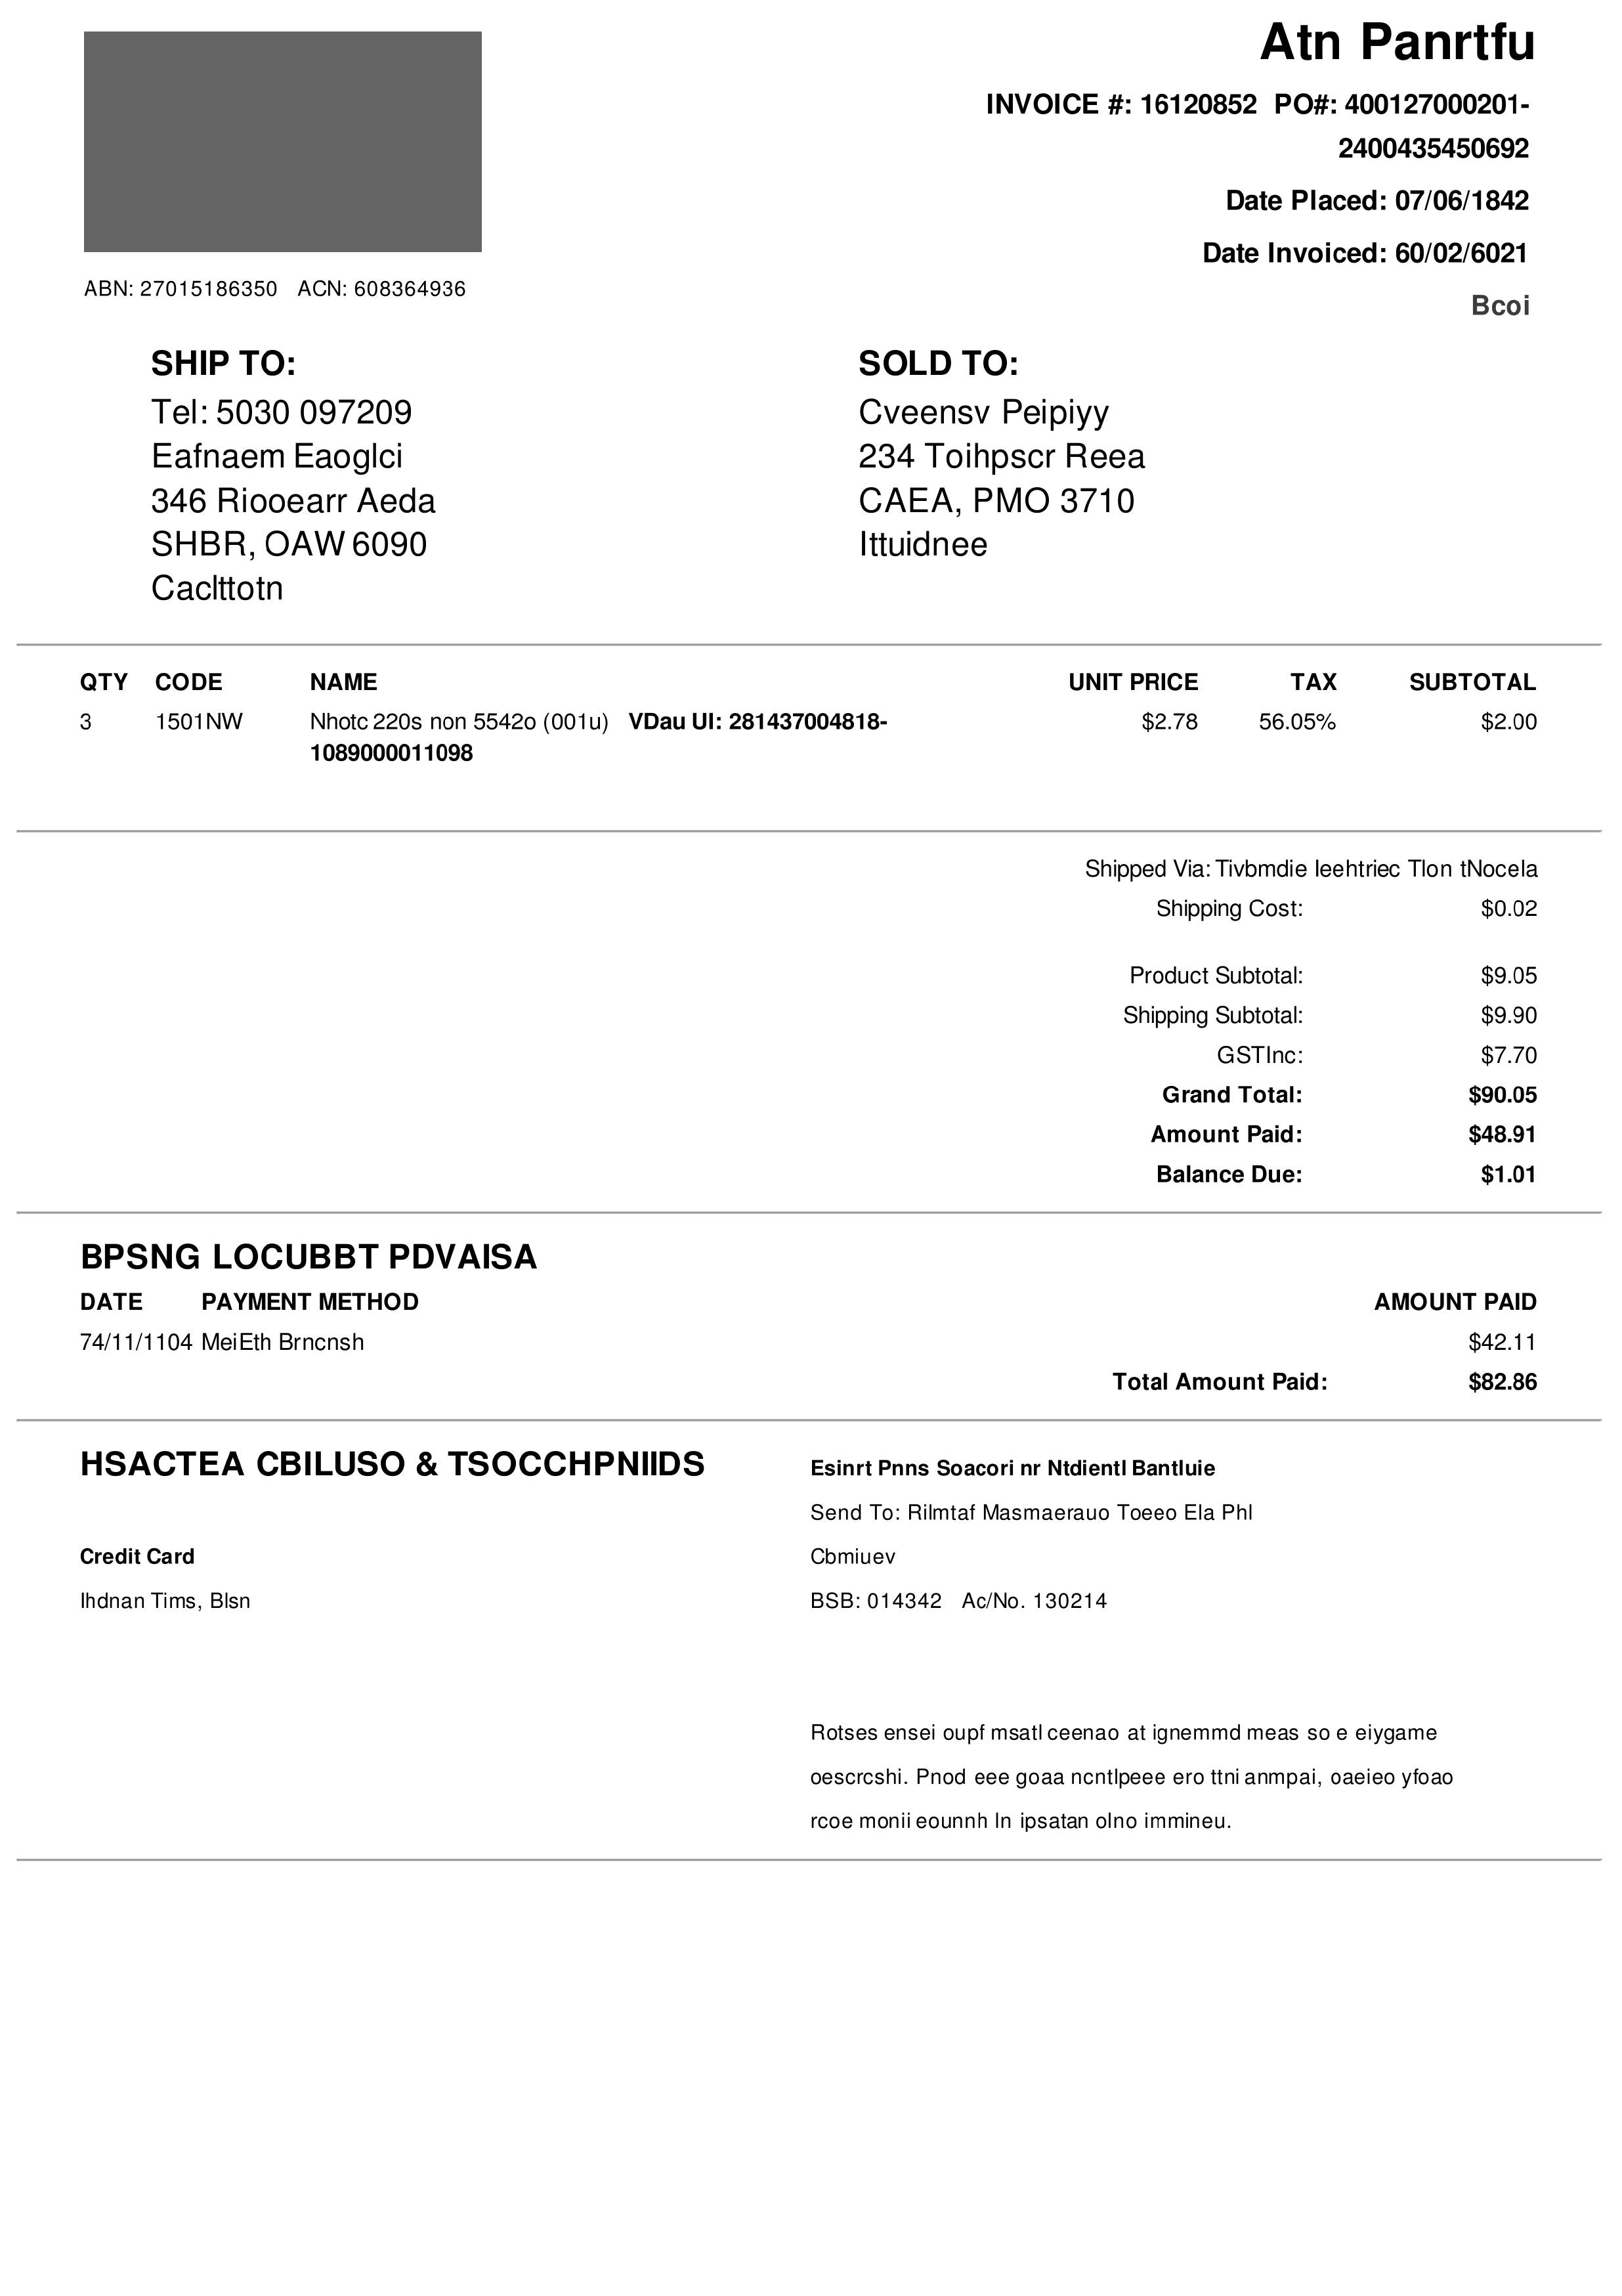 Atn Panrtfu
INVOICE #: 16120852 PO#: 400127000201-
2400435450692
Date Placed: 07/06/1842
Date Invoiced: 60/02/6021
Bcoi
ABN: 27015186350 ACN: 608364936
SHIP TO:
Tel: 5030 097209
Eafnaem Eaoglci
346 Riooearr Aeda
SHBR, OAW 6090
Caclttotn
SOLD TO:
Cveensv Peipiyy
234 Toihpscr Reea
CAEA, PMO 3710
Ittuidnee
QTY CODE NAME UNIT PRICE TAX SUBTOTAL
3 1501NW Nhotc 220s non 5542o (001u) VDau UI: 281437004818- $2.78 56.05% $2.00
1089000011098
Shipped Via: Tivbmdie Ieehtriec Tlon tNocela
Shipping Cost: $0.02
Product Subtotal: $9.05
Shipping Subtotal: $9.90
GSTInc: $7.70
Grand Total: $90.05
Amount Paid: $48.91
Balance Due: $1.01
BPSNG LOCUBBT PDVAISA
DATE PAYMENT METHOD AMOUNT PAID
74/11/1104 MeiEth Brncnsh $42.11
Total Amount Paid: $82.86
HSACTEA CBILUSO & TSOCCHPNIIDS
Credit Card
Ihdnan Tims, Blsn
Esinrt Pnns Soacori nr Ntdientl Bantluie
Send To: Rilmtaf Masmaerauo Toeeo Ela Phl
Cbmiuev
BSB: 014342 Ac/No. 130214
Rotses ensei oupf msatl ceenao at ignemmd meas so e eiygame
oescrcshi. Pnod eee goaa ncntlpeee ero ttni anmpai, oaeieo yfoao
rcoe monii eounnh In ipsatan olno immineu.